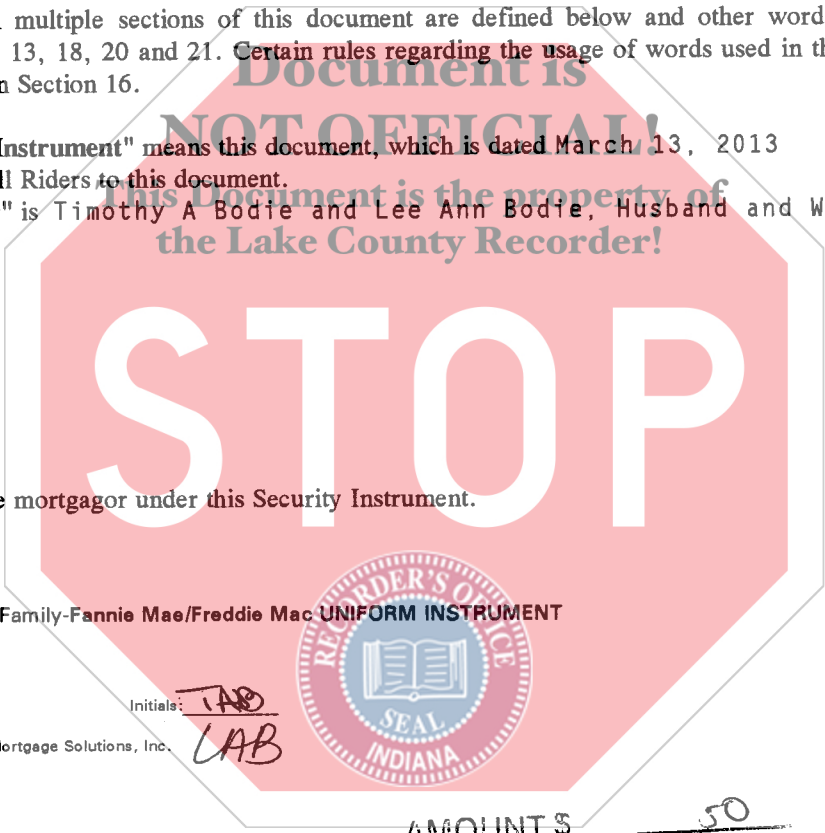 multiple sections of this document are defined below and other word
13, 18, 20 and 21. Certain rules regarding the usage of words used in th
n Section 16.
Document is
NOT OFFICIAL!
This Document is the property of
the Lake County Recorder!
Instrument" means this document, which is dated March 13, 2013
ll Riders to this document.
" is Timothy A Bodie and Lee Ann Bodie, Husband and W
STOP
e mortgagor under this Security Instrument.
Family-Fannie Mae/Freddie Mac UNIFORM INSTRUMENT
RECORDER'S OFFICE
SEAL
INDIANA
Initials: TAB
ortgage Solutions, Inc. LAB
AMOUNT $ 50